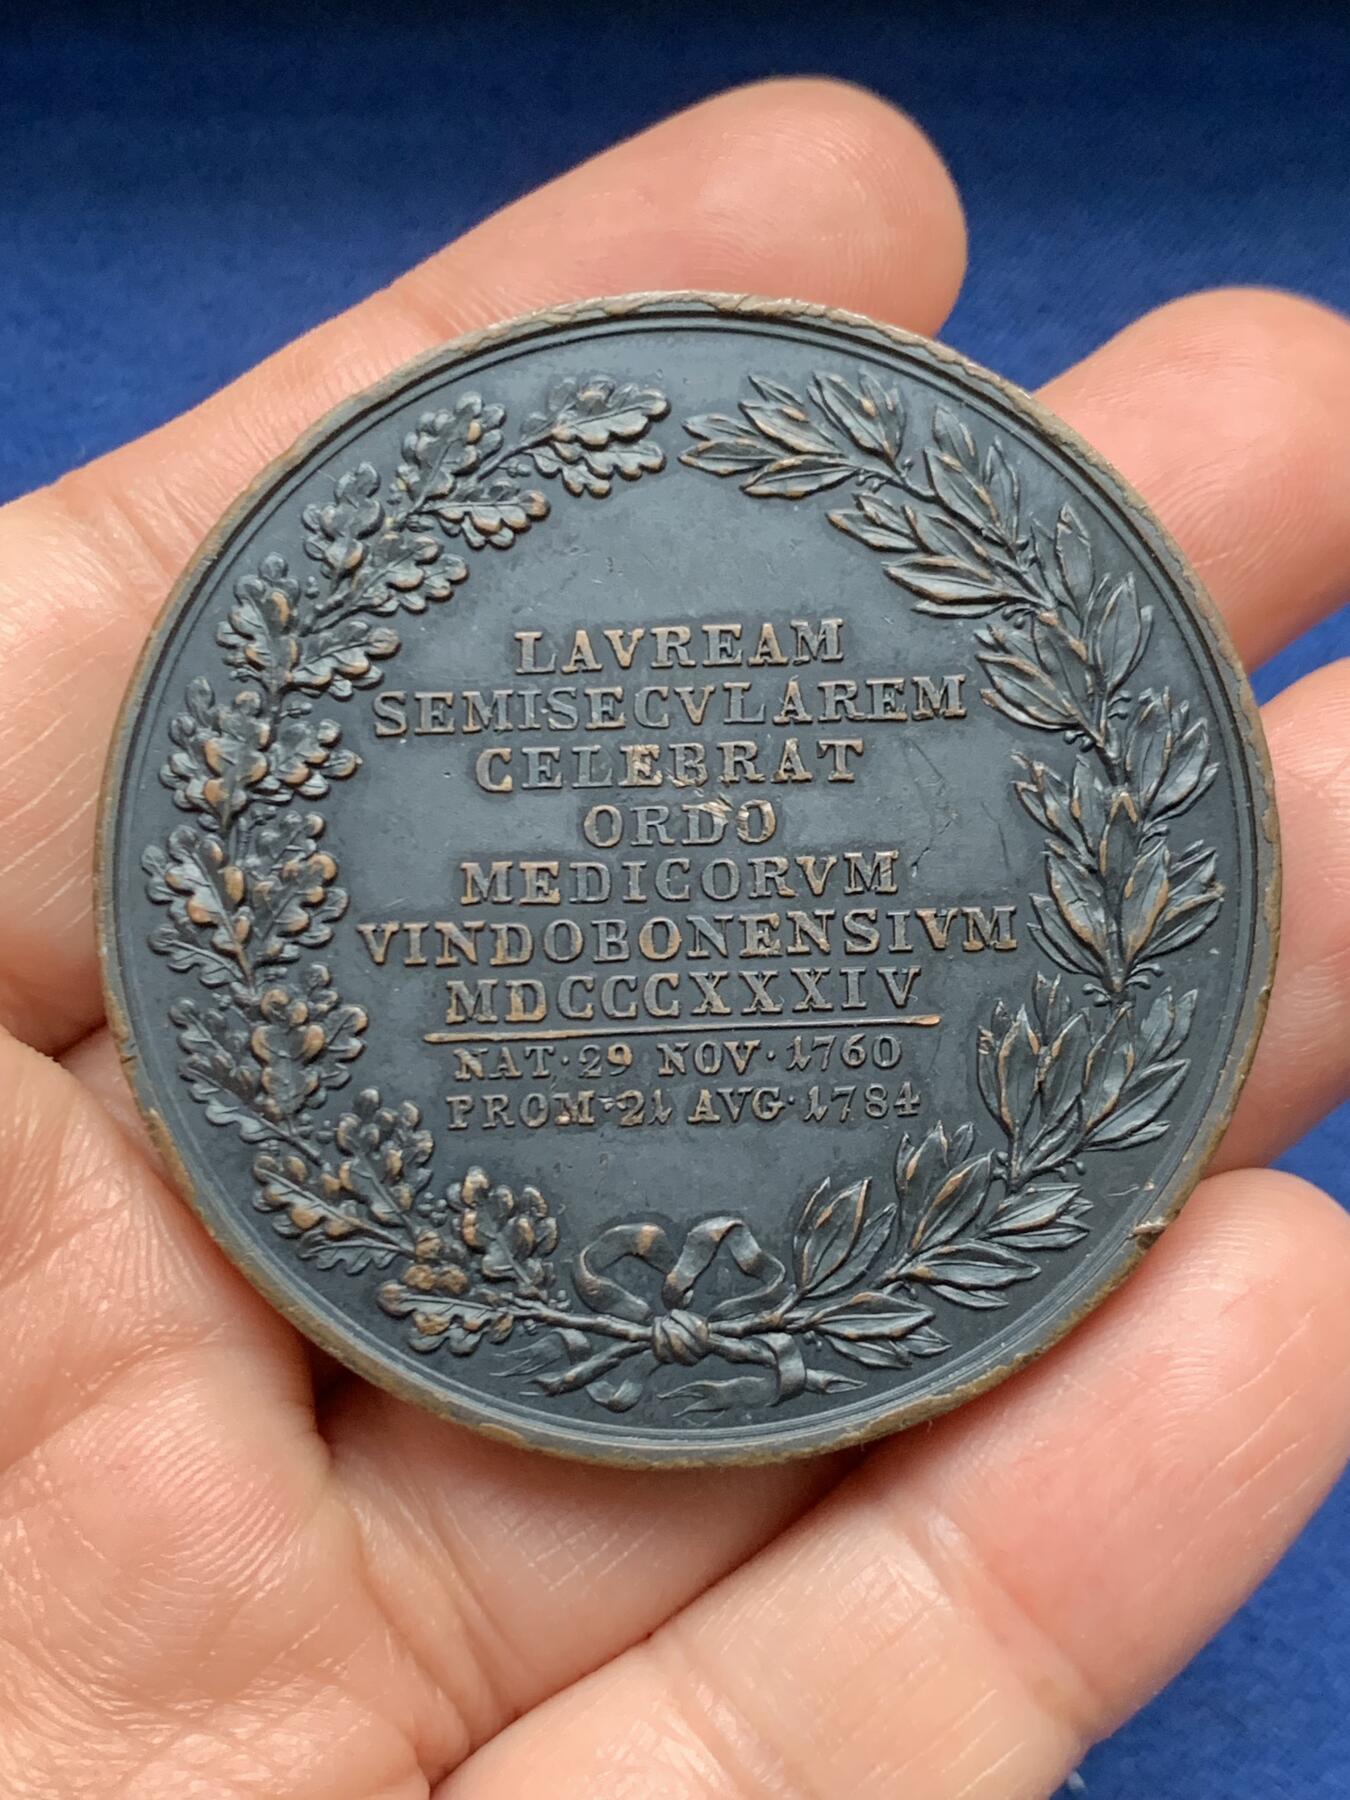 LAVREAM
SEMISECVLAREM
CELEBRAT
ORDO
MEDICORVM
VINDOBONENSIVM
MDCCCXXXIV
NAT·29 NOV·1760
PROM·21 AVG·1784